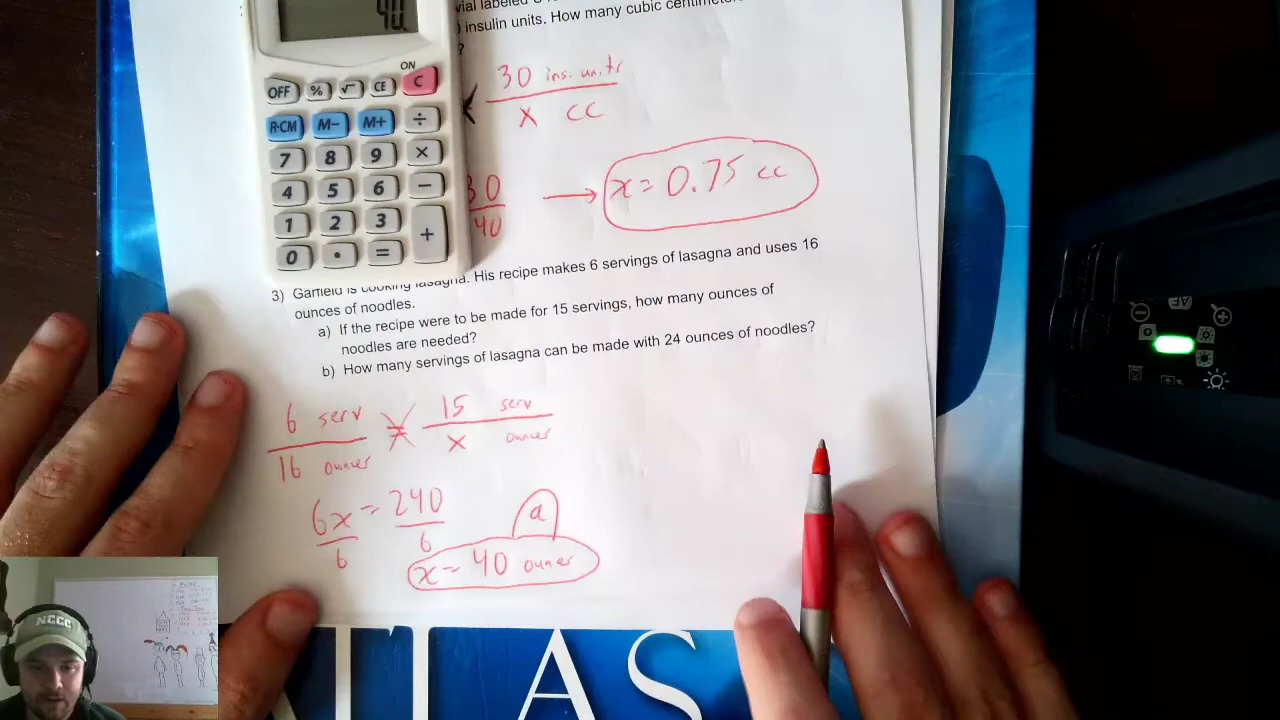 40.
vial labeled
insulin units. How many cubic centimeters
?
30 ins. units
x cc
30
40
x = 0.75 cc
ON
OFF % √ CE C
R·CM M- M+ ÷
7 8 9 ×
4 5 6 −
1 2 3 +
0 • =
3) Garfield is cooking lasagna. His recipe makes 6 servings of lasagna and uses 16
ounces of noodles.
a) If the recipe were to be made for 15 servings, how many ounces of
noodles are needed?
b) How many servings of lasagna can be made with 24 ounces of noodles?
6 serv = 15 serv
16 ounces x ounces
6x = 240
6 6
a
x = 40 ounces
ATLAS
NCCC
AF